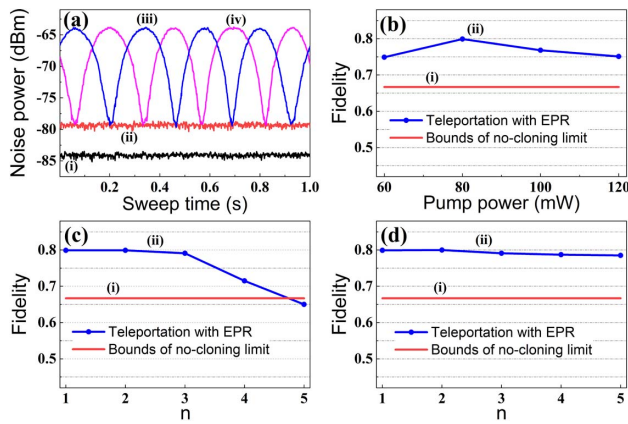 (a)
(iii)
(iv)
(ii)
(i)
Noise power (dBm)
-65
-70
-75
-80
-85
0.2
0.4
0.6
0.8
1.0
Sweep time (s)
(b)
(ii)
(i)
Teleportation with EPR
Bounds of no-cloning limit
Fidelity
0.8
0.7
0.6
0.5
60
80
100
120
Pump power (mW)
(c)
(ii)
(i)
Teleportation with EPR
Bounds of no-cloning limit
Fidelity
0.8
0.7
0.6
0.5
1
2
3
4
5
n
(d)
(ii)
(i)
Teleportation with EPR
Bounds of no-cloning limit
Fidelity
0.8
0.7
0.6
0.5
1
2
3
4
5
n